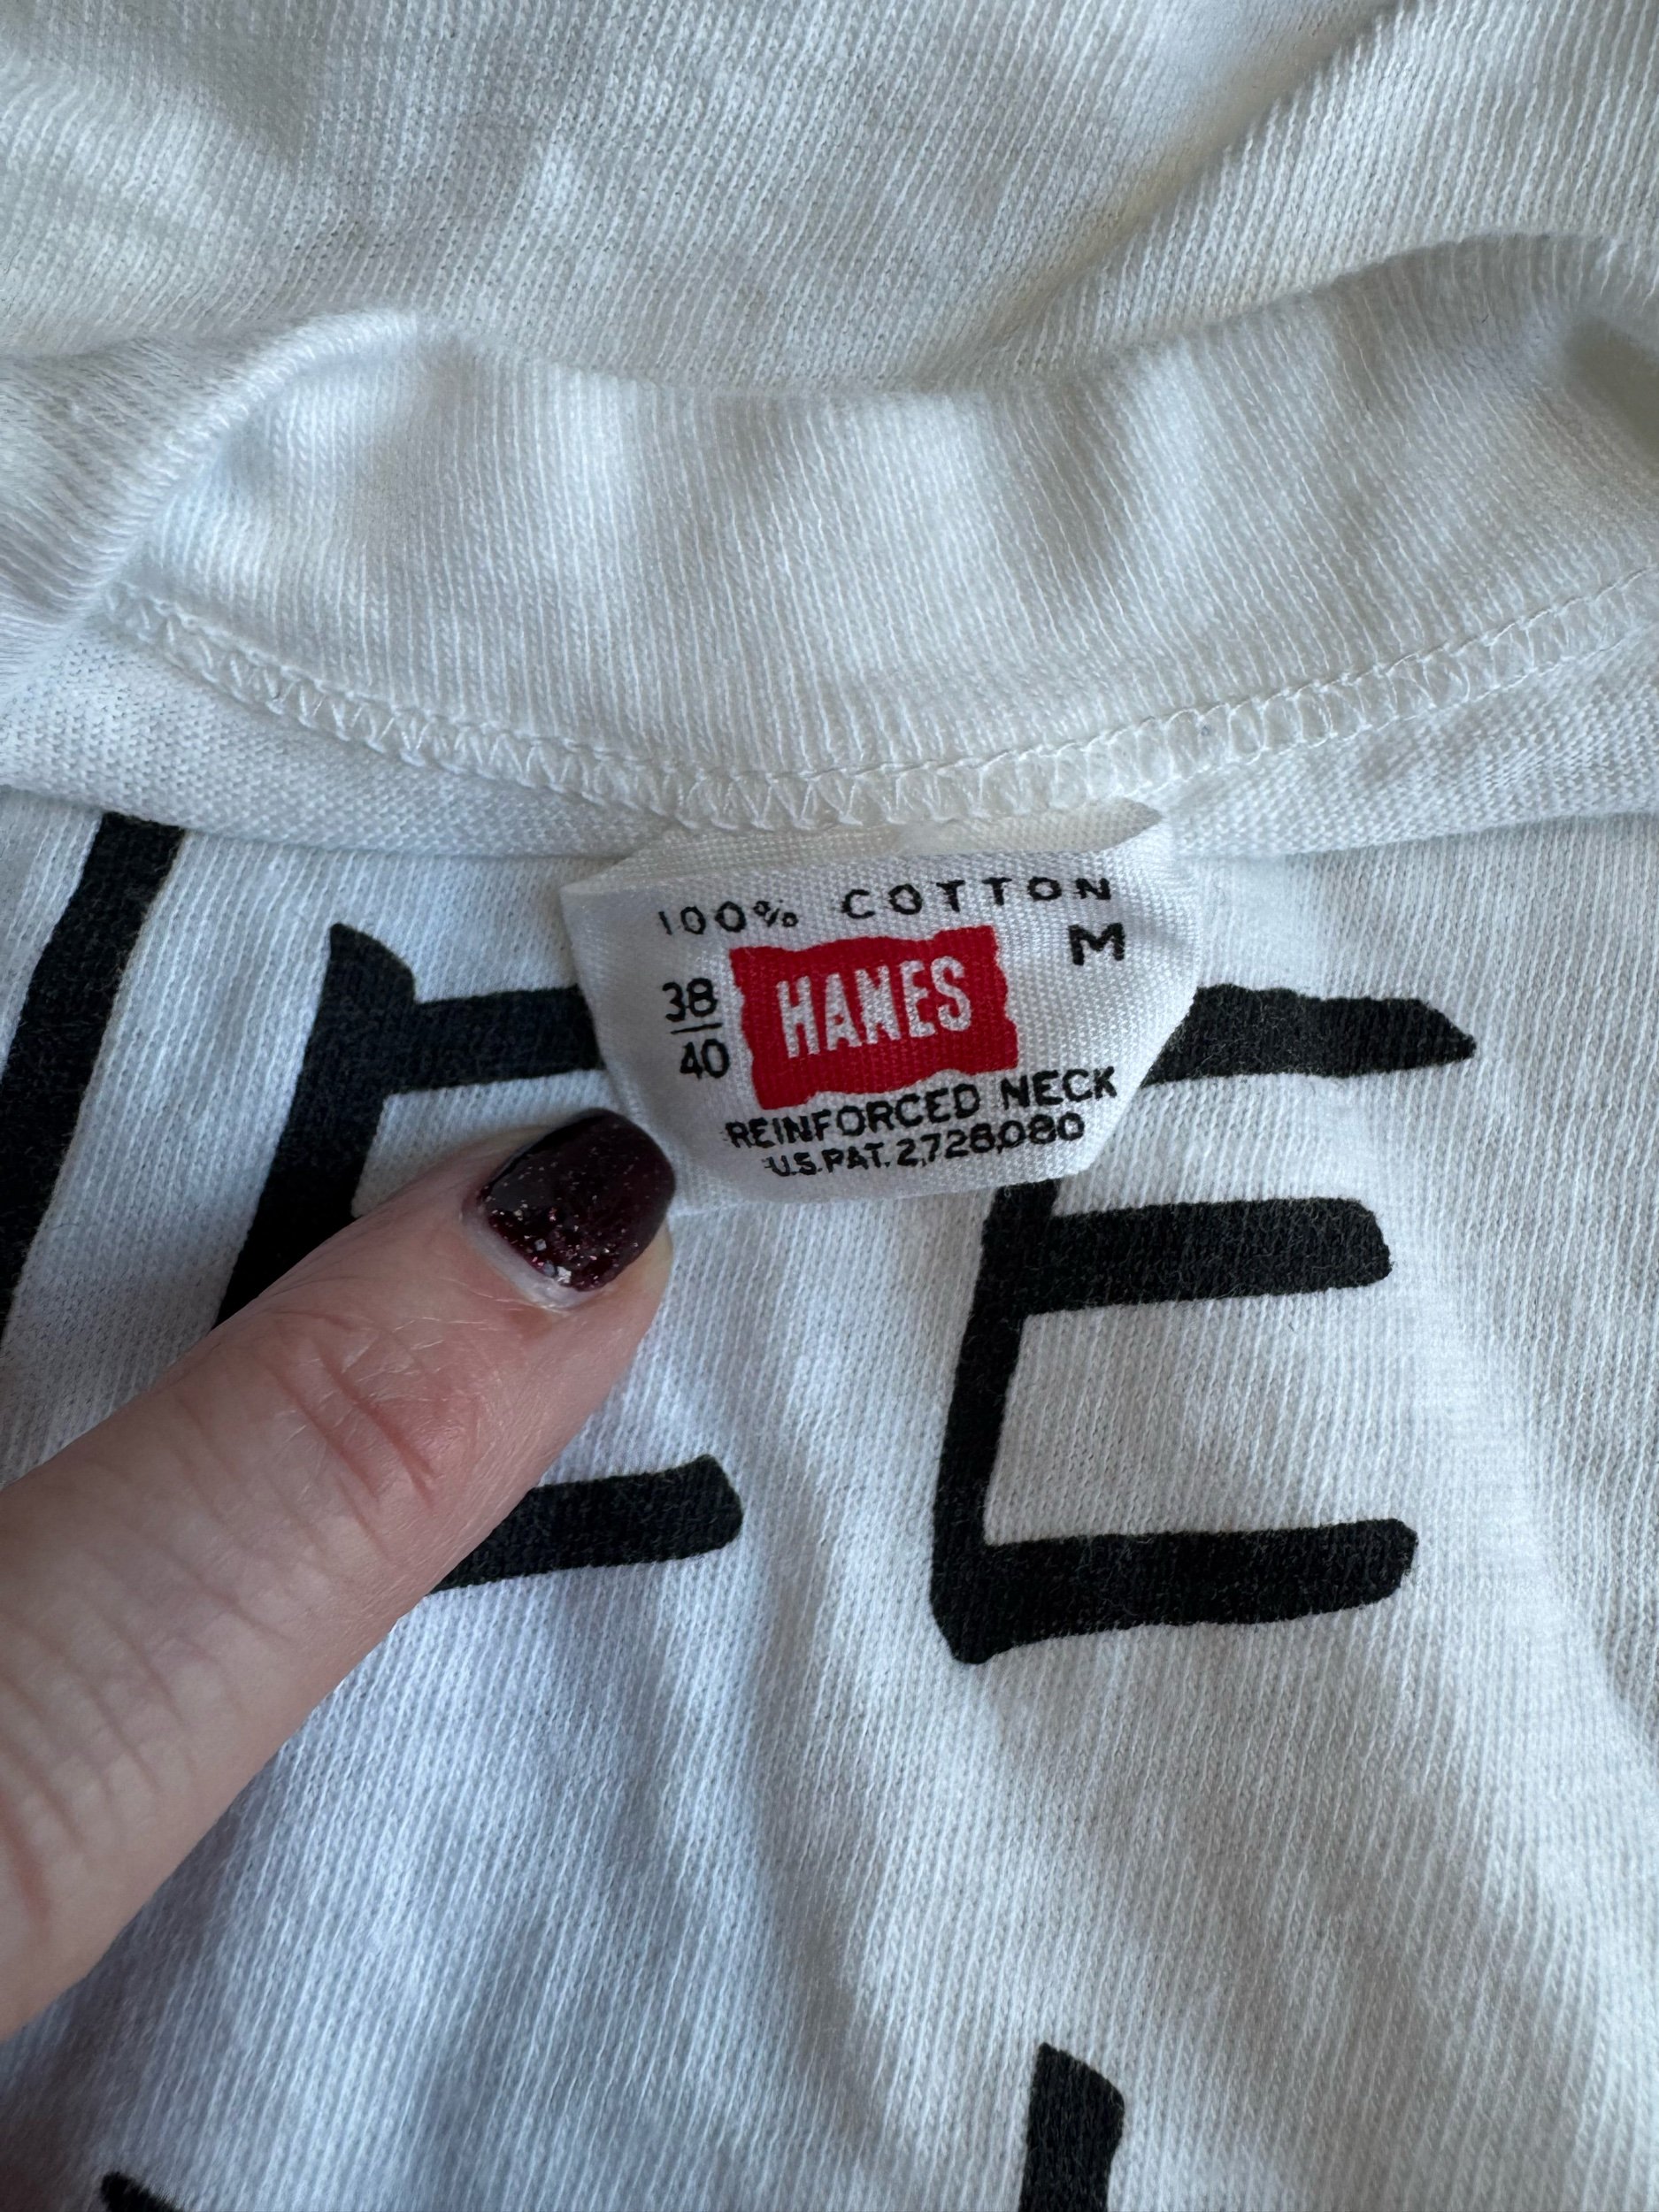 100% COTTON
M
38
40
HANES
REINFORCED NECK
U.S. PAT. 2,728,080
E E